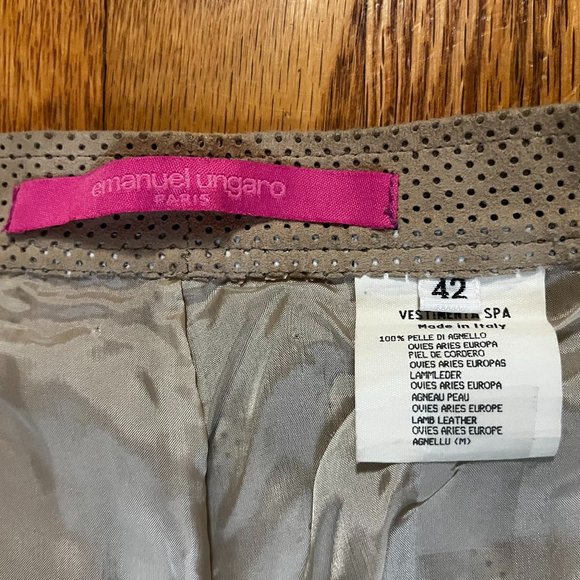 emanuel ungaro
PARIS
42
VESTIMENTA SPA
Made in Italy
100% PELLE DI AGNELLO
OVIES ARIES EUROPA
PIEL DE CORDERO
OVIES ARIES EUROPAS
LAMMLEDER
OVIES ARIES EUROPA
AGNEAU PEAU
OVIES ARIES EUROPE
LAMB LEATHER
OVIES ARIES EUROPE
AGNELLU (M)